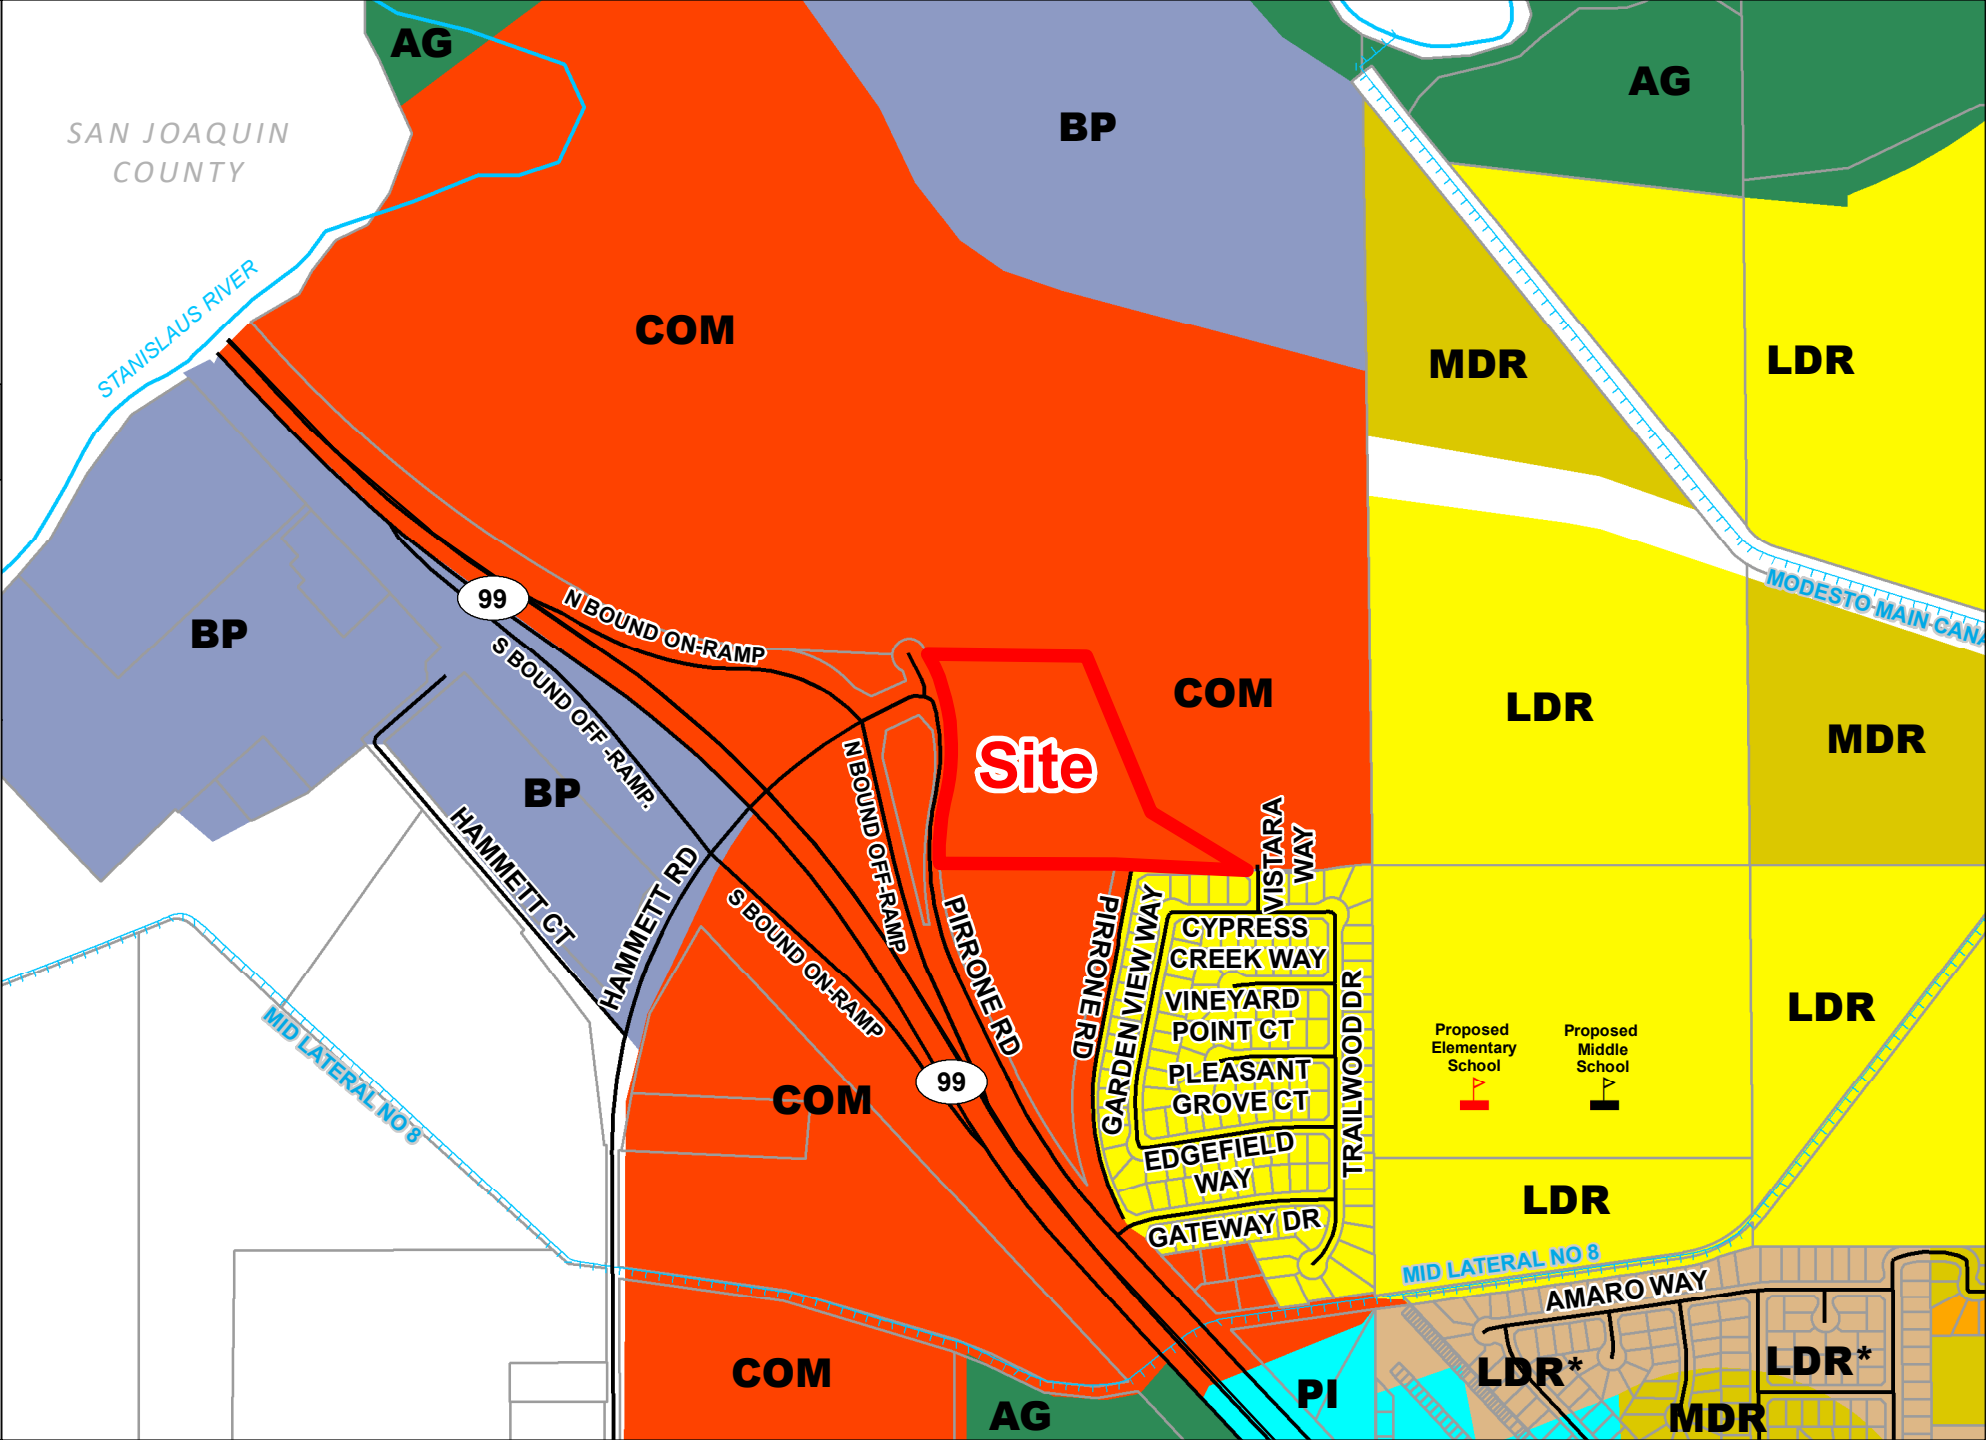 AG
AG
SAN JOAQUIN
COUNTY
BP
STANISLAUS RIVER
COM
MDR
LDR
99
N BOUND ON-RAMP
MODESTO MAIN CANA
BP
S BOUND OFF -RAMP.
COM
LDR
MDR
Site
N BOUND OFF-RAMP
BP
HAMMETT CT
HAMMETT RD
S BOUND ON-RAMP
PIRRONE RD
PIRRONE RD
GARDEN VIEW WAY
VISTARA
WAY
CYPRESS
CREEK WAY
VINEYARD
POINT CT
PLEASANT
GROVE CT
EDGEFIELD
WAY
GATEWAY DR
TRAILWOOD DR
LDR
Proposed
Elementary
School
Proposed
Middle
School
MID LATERAL NO 8
99
COM
LDR
MID LATERAL NO 8
AMARO WAY
COM
AG
PI
LDR*
LDR*
MDR